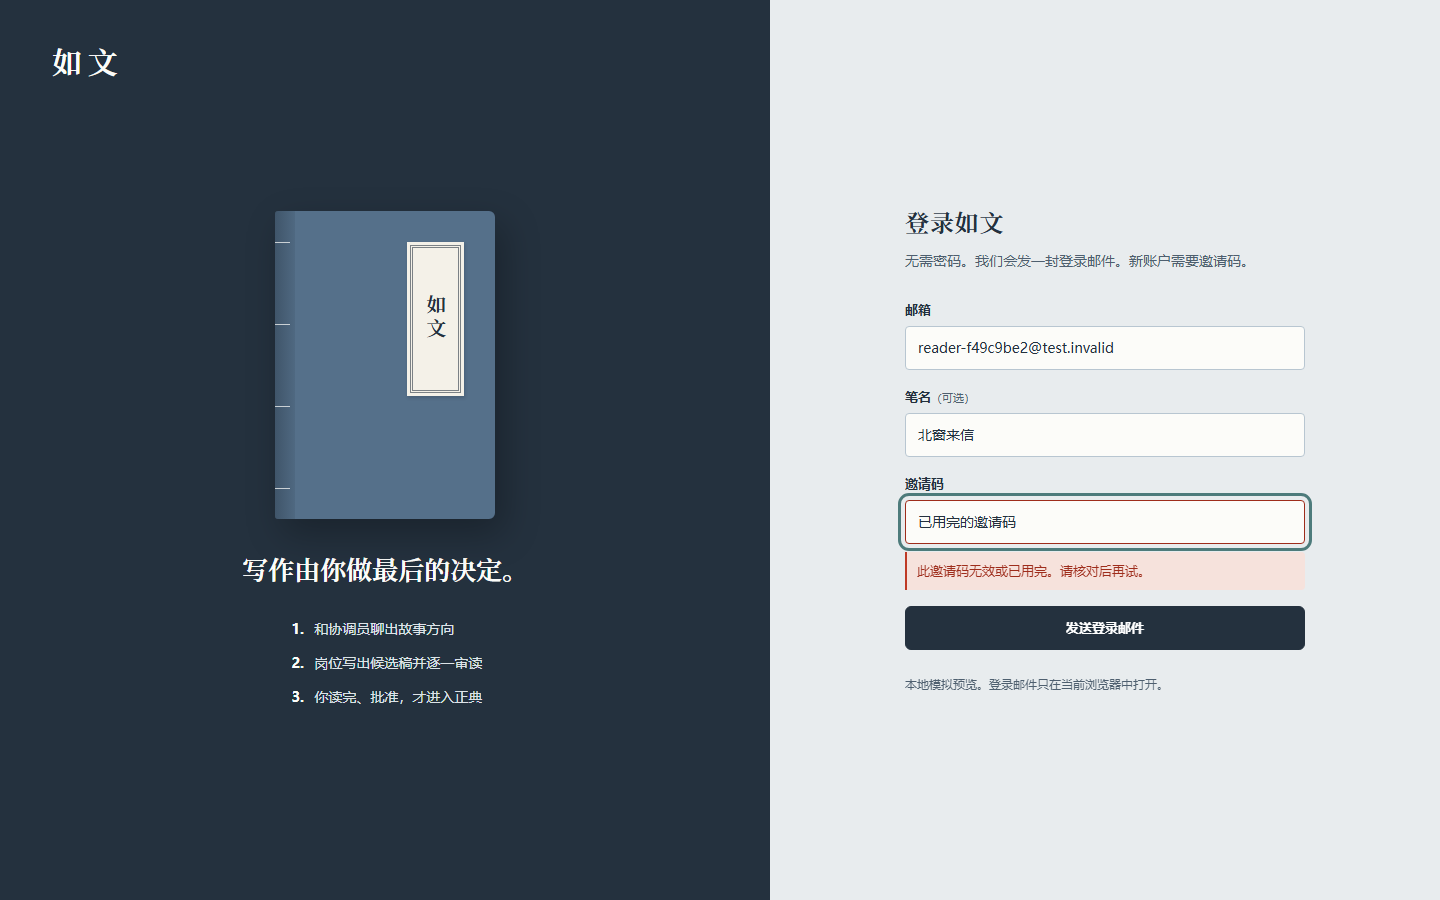 如文
如文
写作由你做最后的决定。
1. 和协调员聊出故事方向
2. 岗位写出候选稿并逐一审读
3. 你读完、批准，才进入正典
登录如文
无需密码。我们会发一封登录邮件。新账户需要邀请码。
邮箱
reader-f49c9be2@test.invalid
笔名 (可选)
北窗来信
邀请码
已用完的邀请码
此邀请码无效或已用完。请核对后再试。
发送登录邮件
本地模拟预览。登录邮件只在当前浏览器中打开。